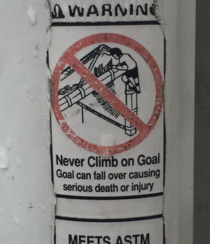 ⚠ WARNING
Never Climb on Goal
Goal can fall over causing
serious death or injury
MEETS ASTM